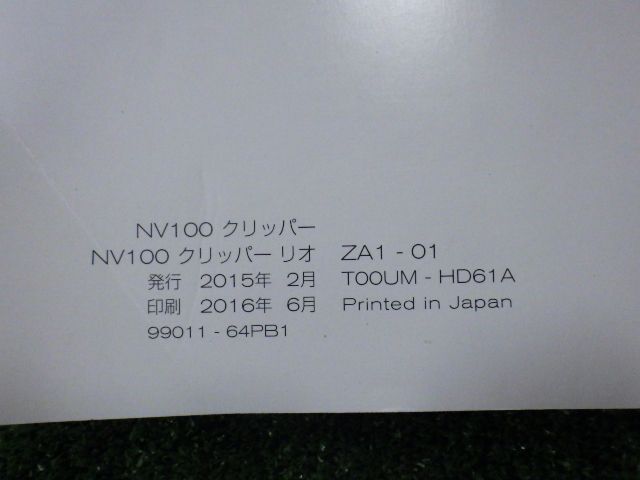 NV100 クリッパー
NV100 クリッパー リオ ZA1 - 01
発行 2015年 2月 T00UM - HD61A
印刷 2016年 6月 Printed in Japan
99011 - 64PB1